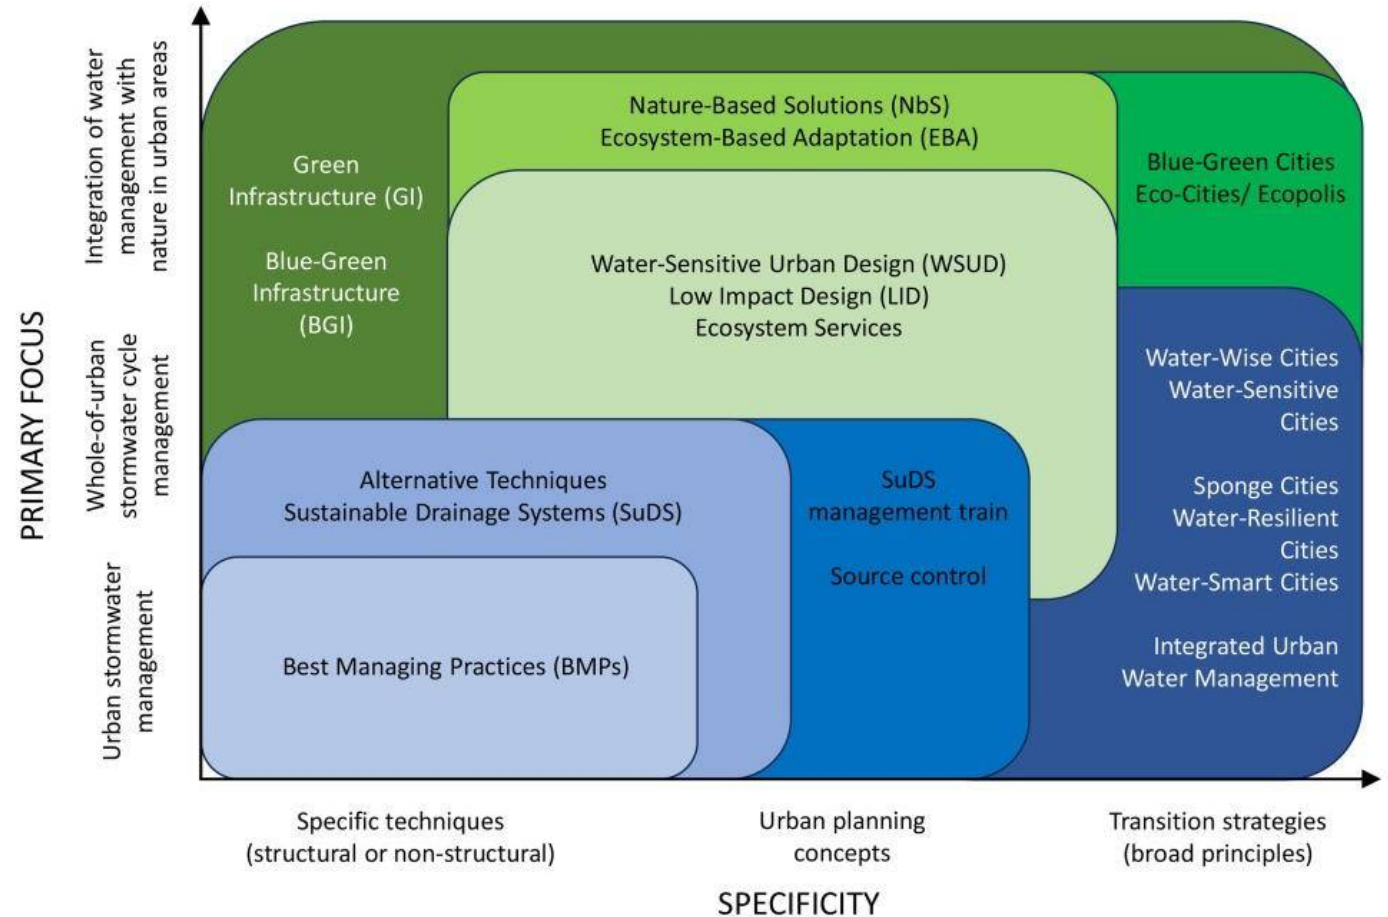 PRIMARY FOCUS
Integration of water
management with
nature in urban areas
Whole-of-urban
stormwater cycle
management
Urban stormwater
management
Green
Infrastructure (GI)
Blue-Green
Infrastructure
(BGI)
Nature-Based Solutions (NbS)
Ecosystem-Based Adaptation (EBA)
Blue-Green Cities
Eco-Cities/ Ecopolis
Water-Sensitive Urban Design (WSUD)
Low Impact Design (LID)
Ecosystem Services
Water-Wise Cities
Water-Sensitive
Cities
Sponge Cities
Water-Resilient
Cities
Water-Smart Cities
Integrated Urban
Water Management
Alternative Techniques
Sustainable Drainage Systems (SuDS)
SuDS
management train
Source control
Best Managing Practices (BMPs)
Specific techniques
(structural or non-structural)
Urban planning
concepts
Transition strategies
(broad principles)
SPECIFICITY